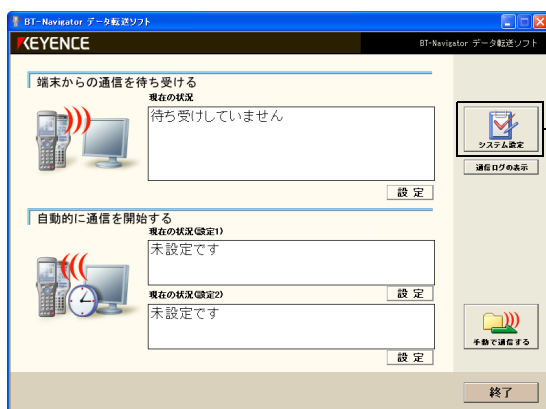 BT-Navigator データ転送ソフト
KEYENCE
BT-Navigator データ転送ソフト
端末からの通信を待ち受ける
現在の状況
待ち受けしていません
システム設定
通信ログの表示
設 定
自動的に通信を開始する
現在の状況(設定1)
未設定です
設 定
現在の状況(設定2)
未設定です
手動で通信する
設 定
終了